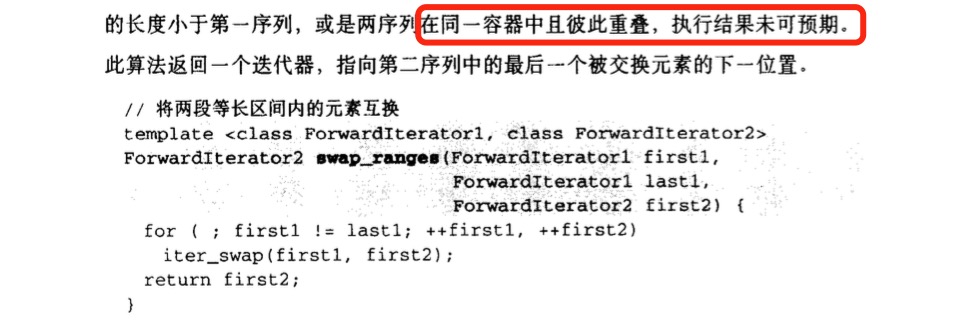 的长度小于第一序列，或是两序列在同一容器中且彼此重叠，执行结果未可预期。
此算法返回一个迭代器，指向第二序列中的最后一个被交换元素的下一位置。
// 将两段等长区间内的元素互换
template <class ForwardIterator1, class ForwardIterator2>
ForwardIterator2 swap_ranges(ForwardIterator1 first1,
ForwardIterator1 last1,
ForwardIterator2 first2) {
for ( ; first1 != last1; ++first1, ++first2)
iter_swap(first1, first2);
return first2;
}